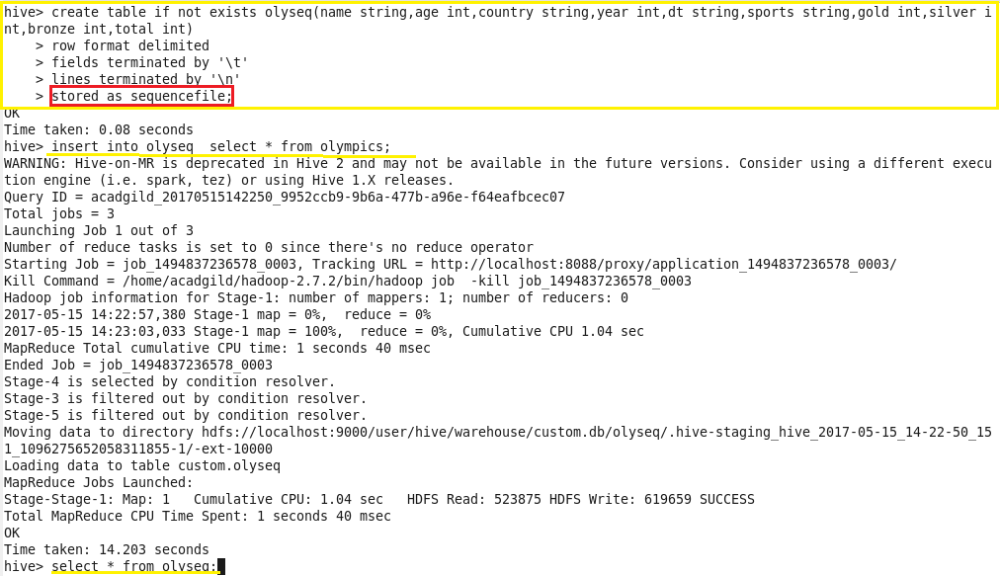 hive> create table if not exists olyseq(name string,age int,country string,year int,dt string,sports string,gold int,silver i
nt,bronze int,total int)
    > row format delimited
    > fields terminated by '\t'
    > lines terminated by '\n'
    > stored as sequencefile;
OK
Time taken: 0.08 seconds
hive> insert into olyseq  select * from olympics;
WARNING: Hive-on-MR is deprecated in Hive 2 and may not be available in the future versions. Consider using a different execu
tion engine (i.e. spark, tez) or using Hive 1.X releases.
Query ID = acadgild_20170515142250_9952ccb9-9b6a-477b-a96e-f64eafbcec07
Total jobs = 3
Launching Job 1 out of 3
Number of reduce tasks is set to 0 since there's no reduce operator
Starting Job = job_1494837236578_0003, Tracking URL = http://localhost:8088/proxy/application_1494837236578_0003/
Kill Command = /home/acadgild/hadoop-2.7.2/bin/hadoop job  -kill job_1494837236578_0003
Hadoop job information for Stage-1: number of mappers: 1; number of reducers: 0
2017-05-15 14:22:57,380 Stage-1 map = 0%,  reduce = 0%
2017-05-15 14:23:03,033 Stage-1 map = 100%,  reduce = 0%, Cumulative CPU 1.04 sec
MapReduce Total cumulative CPU time: 1 seconds 40 msec
Ended Job = job_1494837236578_0003
Stage-4 is selected by condition resolver.
Stage-3 is filtered out by condition resolver.
Stage-5 is filtered out by condition resolver.
Moving data to directory hdfs://localhost:9000/user/hive/warehouse/custom.db/olyseq/.hive-staging_hive_2017-05-15_14-22-50_15
1_1096275652058311855-1/-ext-10000
Loading data to table custom.olyseq
MapReduce Jobs Launched:
Stage-Stage-1: Map: 1   Cumulative CPU: 1.04 sec   HDFS Read: 523875 HDFS Write: 619659 SUCCESS
Total MapReduce CPU Time Spent: 1 seconds 40 msec
OK
Time taken: 14.203 seconds
hive> select * from olyseq;